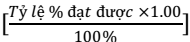 [Tỷ lệ % đạt được ×1.00
100%]